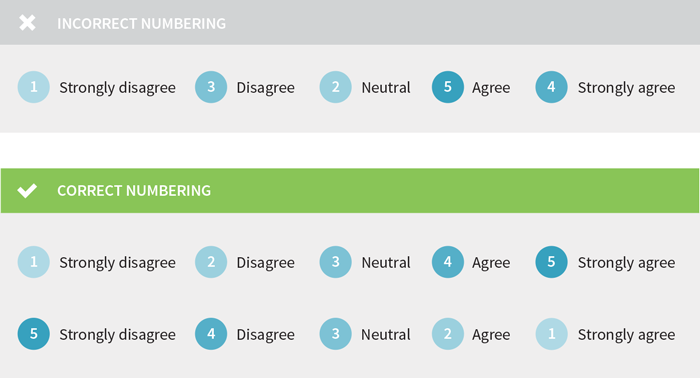 INCORRECT NUMBERING
1 Strongly disagree 3 Disagree 2 Neutral 5 Agree 4 Strongly agree
CORRECT NUMBERING
1 Strongly disagree 2 Disagree 3 Neutral 4 Agree 5 Strongly agree
5 Strongly disagree 4 Disagree 3 Neutral 2 Agree 1 Strongly agree